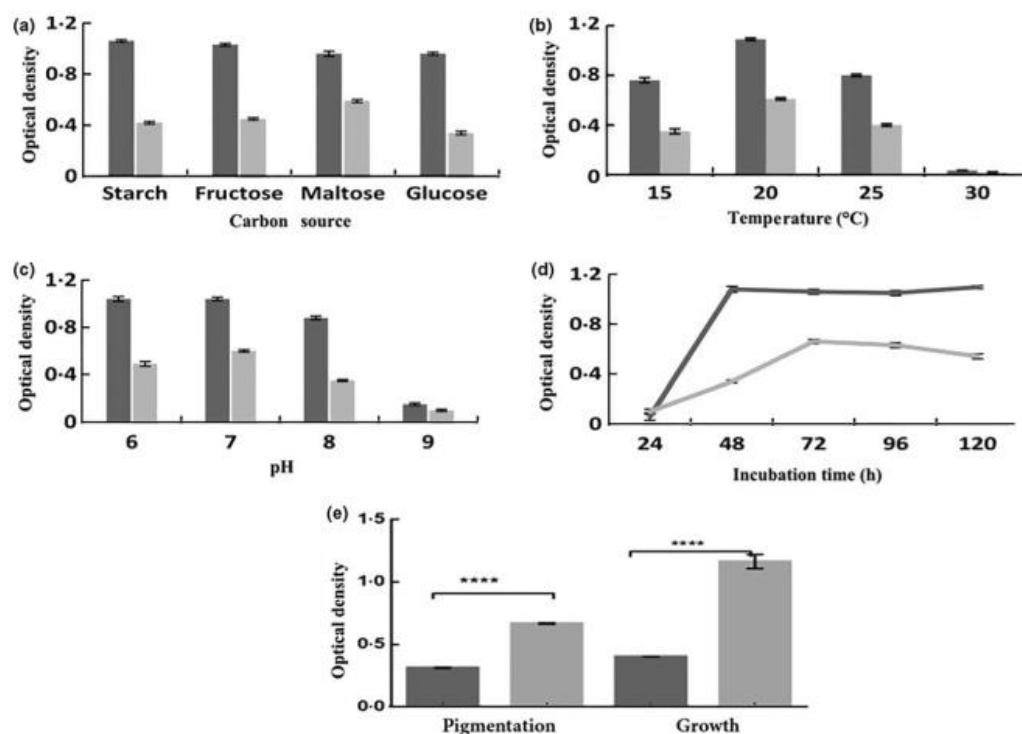 (a)
1·2
0·8
0·4
0
Optical density
Starch Fructose Maltose Glucose
Carbon source
(b)
1·2
0·8
0·4
0
Optical density
15 20 25 30
Temperature (°C)
(c)
1·2
0·8
0·4
0
Optical density
6 7 8 9
pH
(d)
1·2
0·8
0·4
0
Optical density
24 48 72 96 120
Incubation time (h)
(e)
1·5
1·0
0·5
0·0
Optical density
****
****
Pigmentation Growth